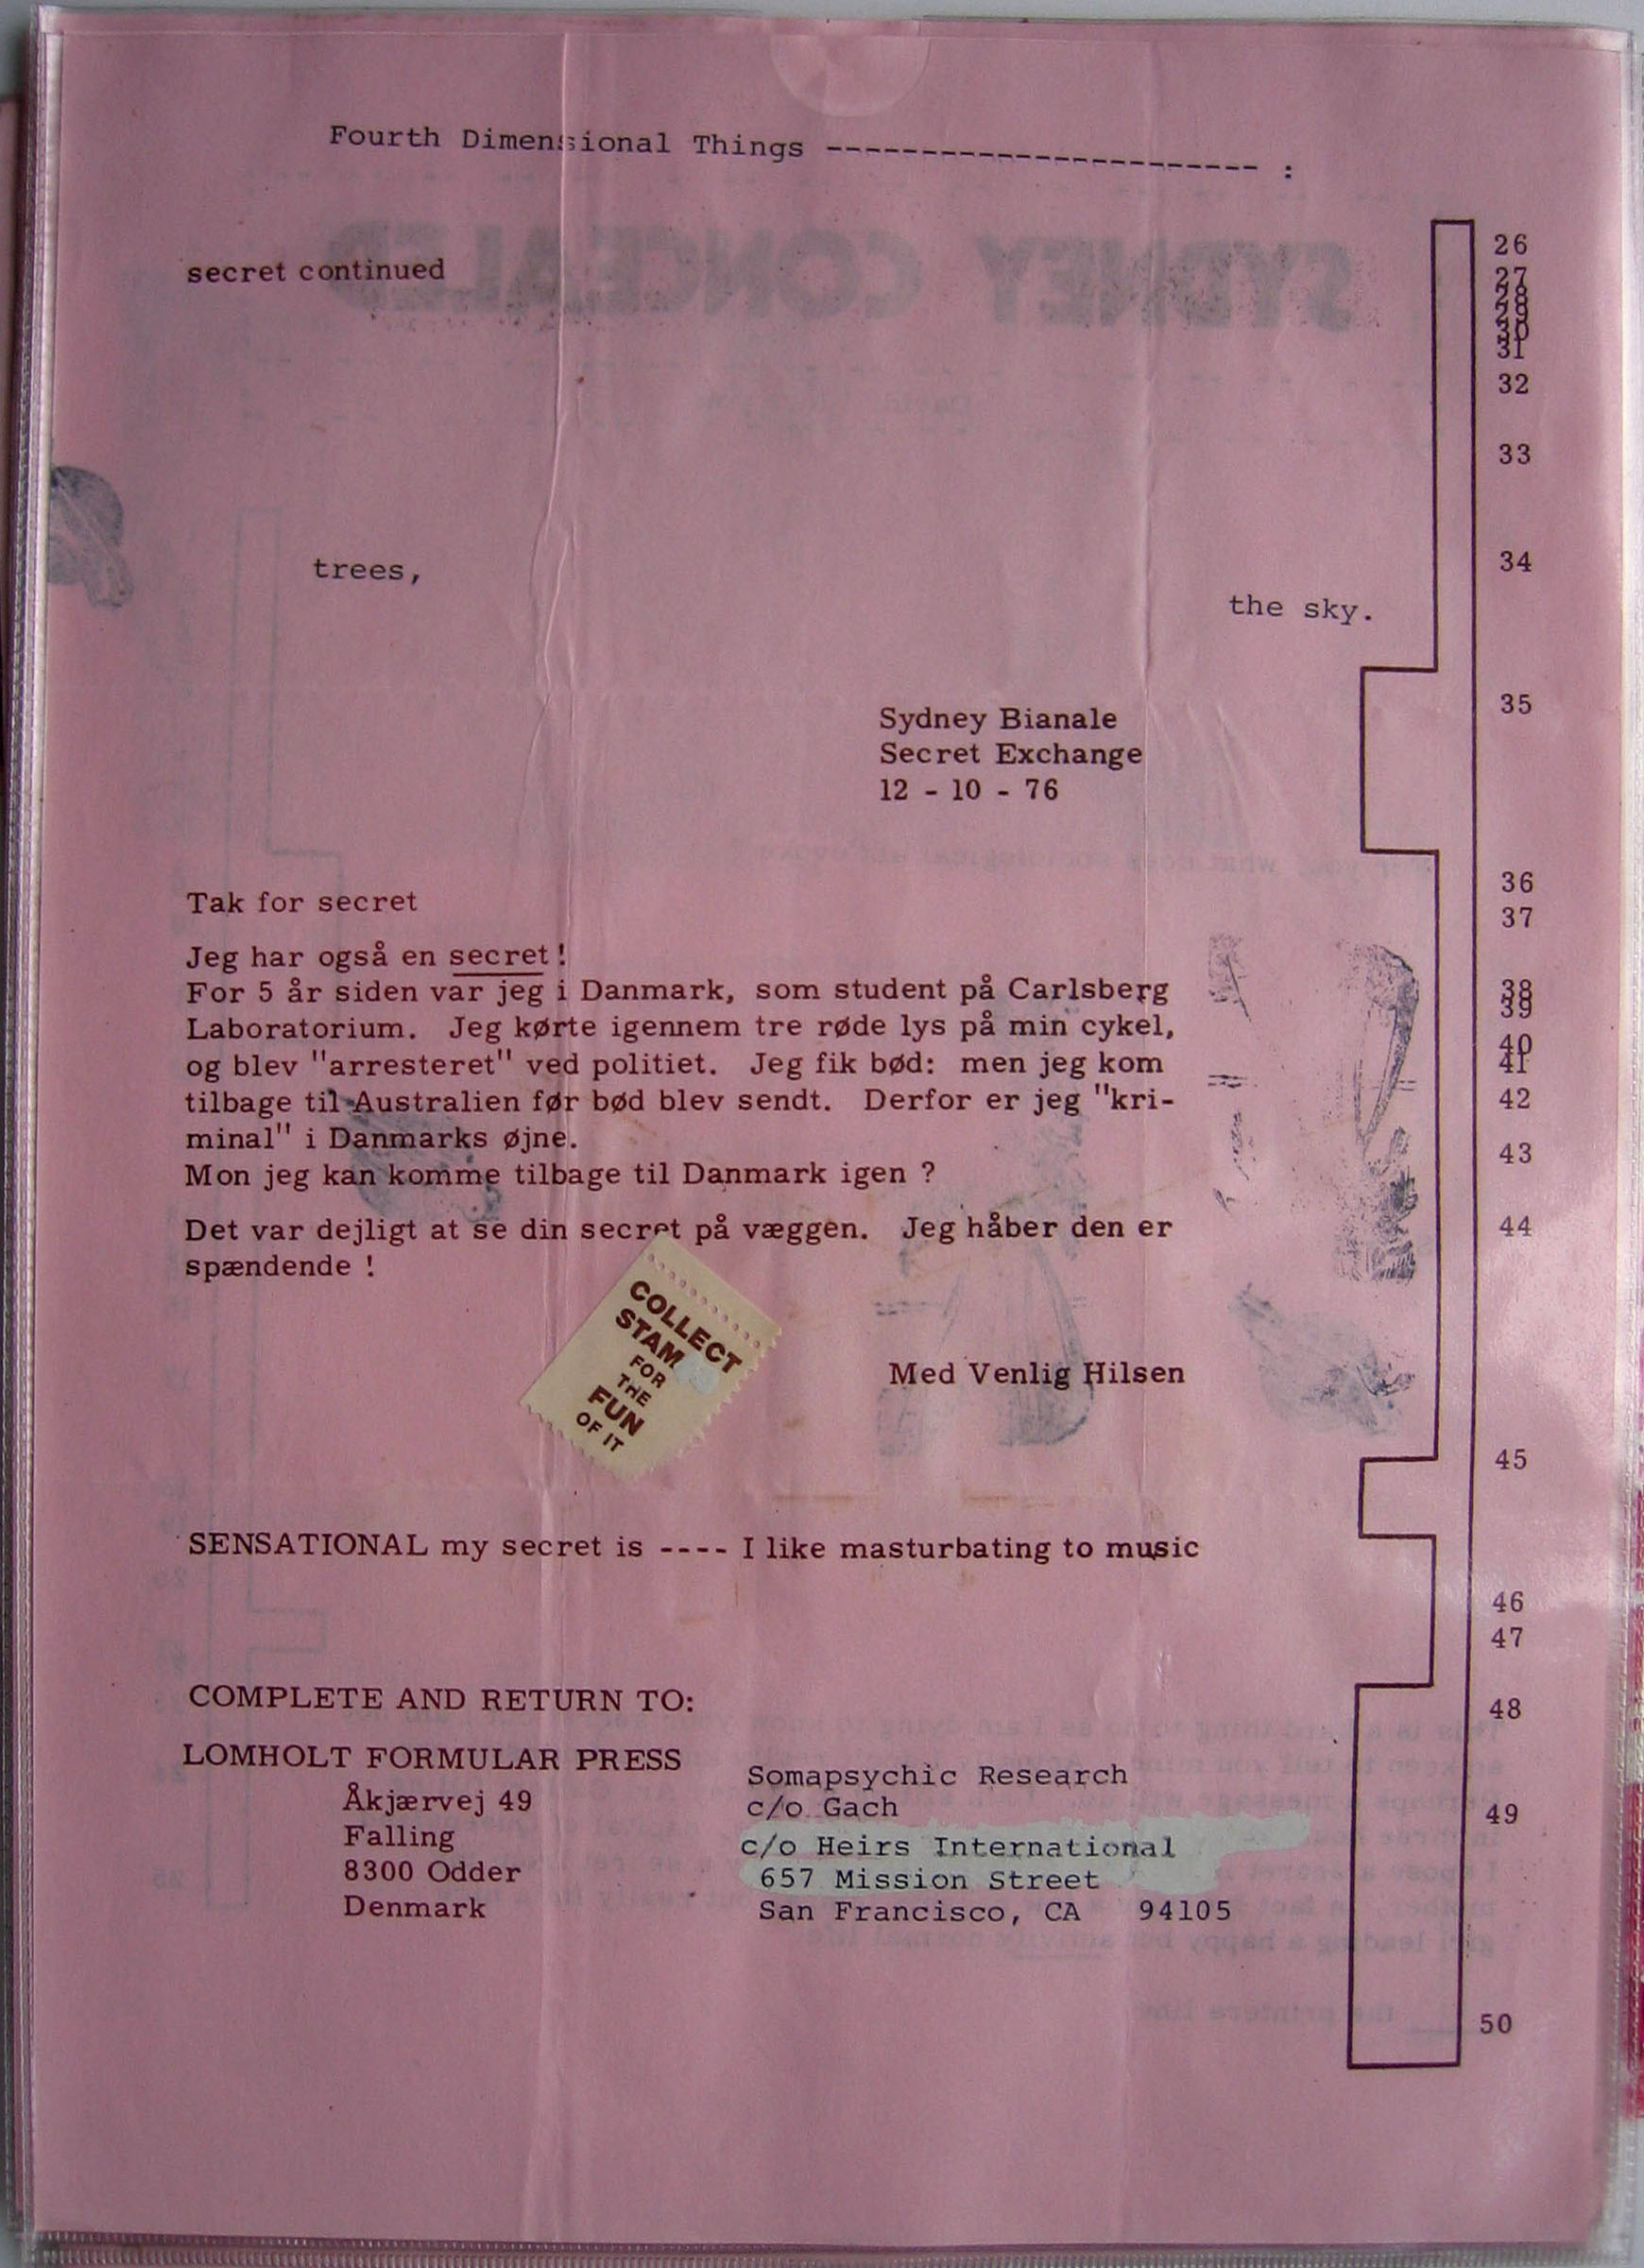 Fourth Dimensional Things ----------------------- :
secret continued
trees,
the sky.
Sydney Bianale
Secret Exchange
12 - 10 - 76
Tak for secret
Jeg har også en secret !
For 5 år siden var jeg i Danmark, som student på Carlsberg
Laboratorium. Jeg kørte igennem tre røde lys på min cykel,
og blev "arresteret" ved politiet. Jeg fik bød: men jeg kom
tilbage til Australien før bød blev sendt. Derfor er jeg "kri-
minal" i Danmarks øjne.
Mon jeg kan komme tilbage til Danmark igen ?
Det var dejligt at se din secret på væggen. Jeg håber den er
spændende !
COLLECT
STAM
FOR
THE
FUN
OF IT
Med Venlig Hilsen
SENSATIONAL my secret is ---- I like masturbating to music
COMPLETE AND RETURN TO:
LOMHOLT FORMULAR PRESS
Åkjærvej 49
Falling
8300 Odder
Denmark
Somapsychic Research
c/o Gach
c/o Heirs International
657 Mission Street
San Francisco, CA 94105
26
27
28
29
30
31
32
33
34
35
36
37
38
39
40
41
42
43
44
45
46
47
48
49
50
SYDNEY CONCEALED